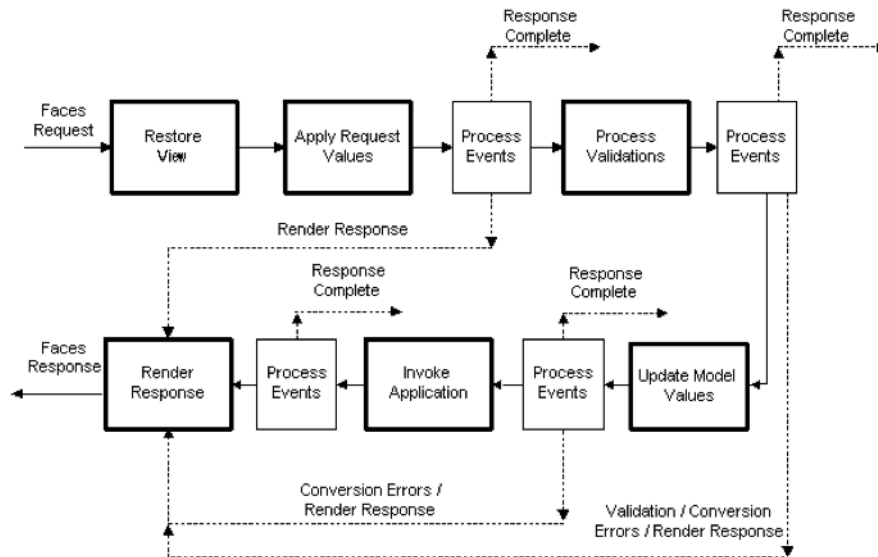 Response
Complete
Response
Complete
Faces
Request
Restore
View
Apply Request
Values
Process
Events
Process
Validations
Process
Events
Render Response
Response
Complete
Response
Complete
Faces
Response
Render
Response
Process
Events
Invoke
Application
Process
Events
Update Model
Values
Conversion Errors /
Render Response
Validation / Conversion
Errors / Render Response